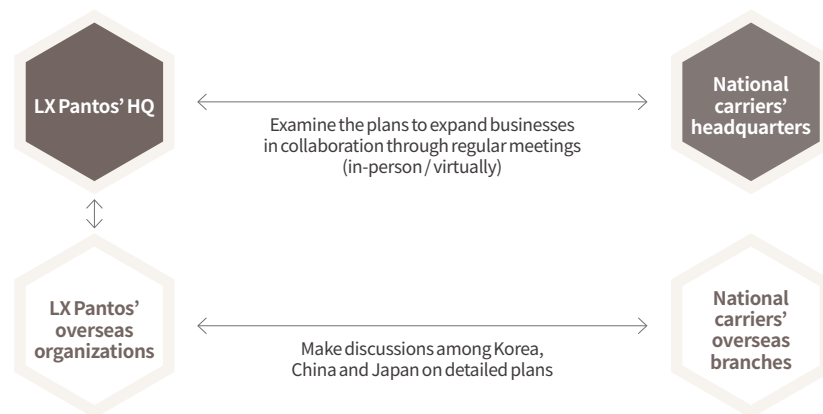 LX Pantos’ HQ
National
carriers’
headquarters
Examine the plans to expand businesses
in collaboration through regular meetings
(in-person / virtually)
LX Pantos’
overseas
organizations
National
carriers’
overseas
branches
Make discussions among Korea,
China and Japan on detailed plans